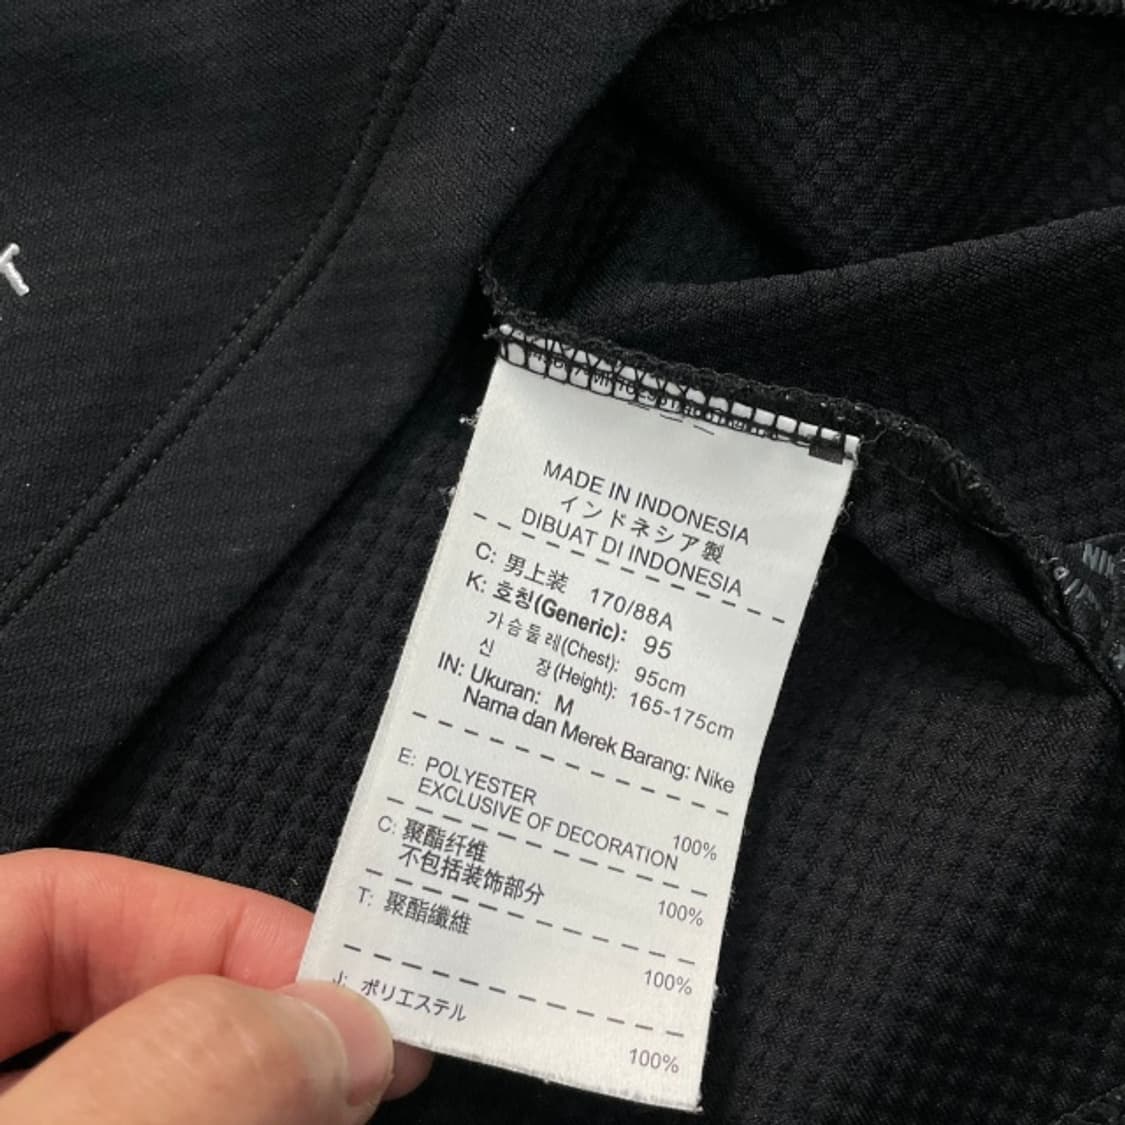 MADE IN INDONESIA
インドネシア製
DIBUAT DI INDONESIA
C: 男上装 170/88A
K: 호칭(Generic): 95
가슴둘레(Chest): 95cm
신 장(Height): 165-175cm
IN: Ukuran: M
Nama dan Merek Barang: Nike
E: POLYESTER 100%
EXCLUSIVE OF DECORATION
C: 聚酯纤维 100%
不包括装饰部分
T: 聚酯纖維 100%
J: ポリエステル 100%